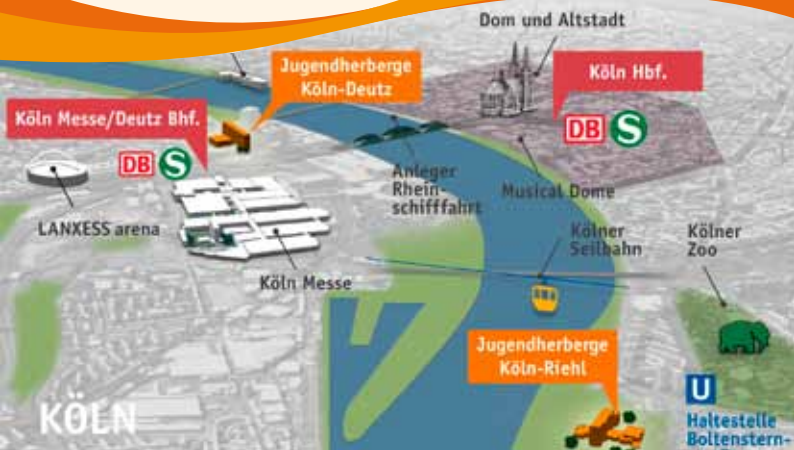 Dom und Altstadt
Jugendherberge
Köln-Deutz
Köln Hbf.
DB S
Köln Messe/Deutz Bhf.
DB S
Anleger
Rhein-
schifffahrt
Musical Dome
LANXESS arena
Kölner
Seilbahn
Kölner
Zoo
Köln Messe
Jugendherberge
Köln-Riehl
U
Haltestelle
Boltenstern-
KÖLN